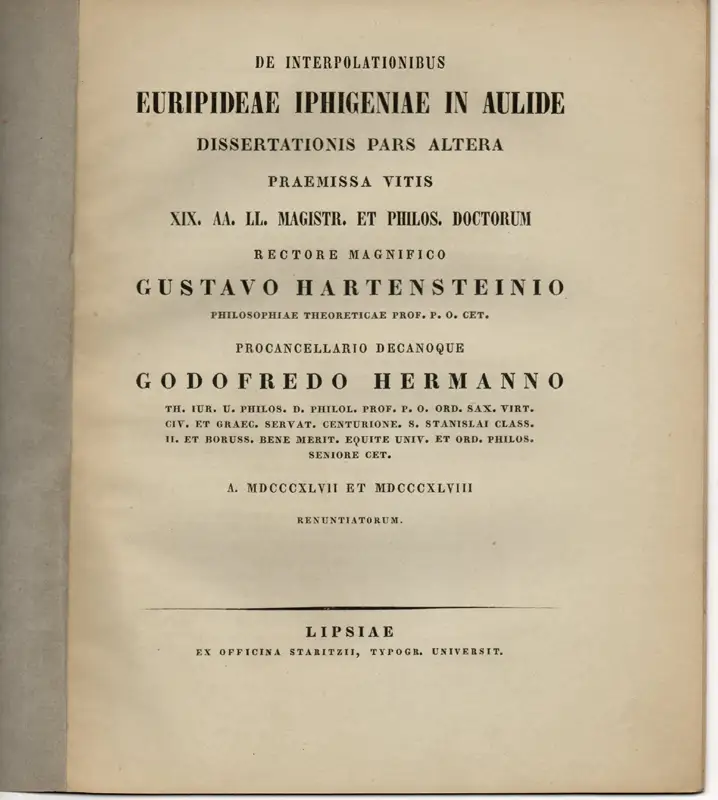 DE INTERPOLATIONIBUS
EURIPIDEAE IPHIGENIAE IN AULIDE
DISSERTATIONIS PARS ALTERA
PRAEMISSA VITIS
XIX. AA. LL. MAGISTR. ET PHILOS. DOCTORUM
RECTORE MAGNIFICO
GUSTAVO HARTENSTEINIO
PHILOSOPHIAE THEORETICAE PROF. P. O. CET.
PROCANCELLARIO DECANOQUE
GODOFREDO HERMANNO
TH. IUR. U. PHILOS. D. PHILOL. PROF. P. O. ORD. SAX. VIRT.
CIV. ET GRAEC. SERVAT. CENTURIONE. S. STANISLAI CLASS.
II. ET BORUSS. BENE MERIT. EQUITE UNIV. ET ORD. PHILOS.
SENIORE CET.
A. MDCCCXLVII ET MDCCCXLVIII
RENUNTIATORUM.
LIPSIAE
EX OFFICINA STARITZII, TYPOGR. UNIVERSIT.